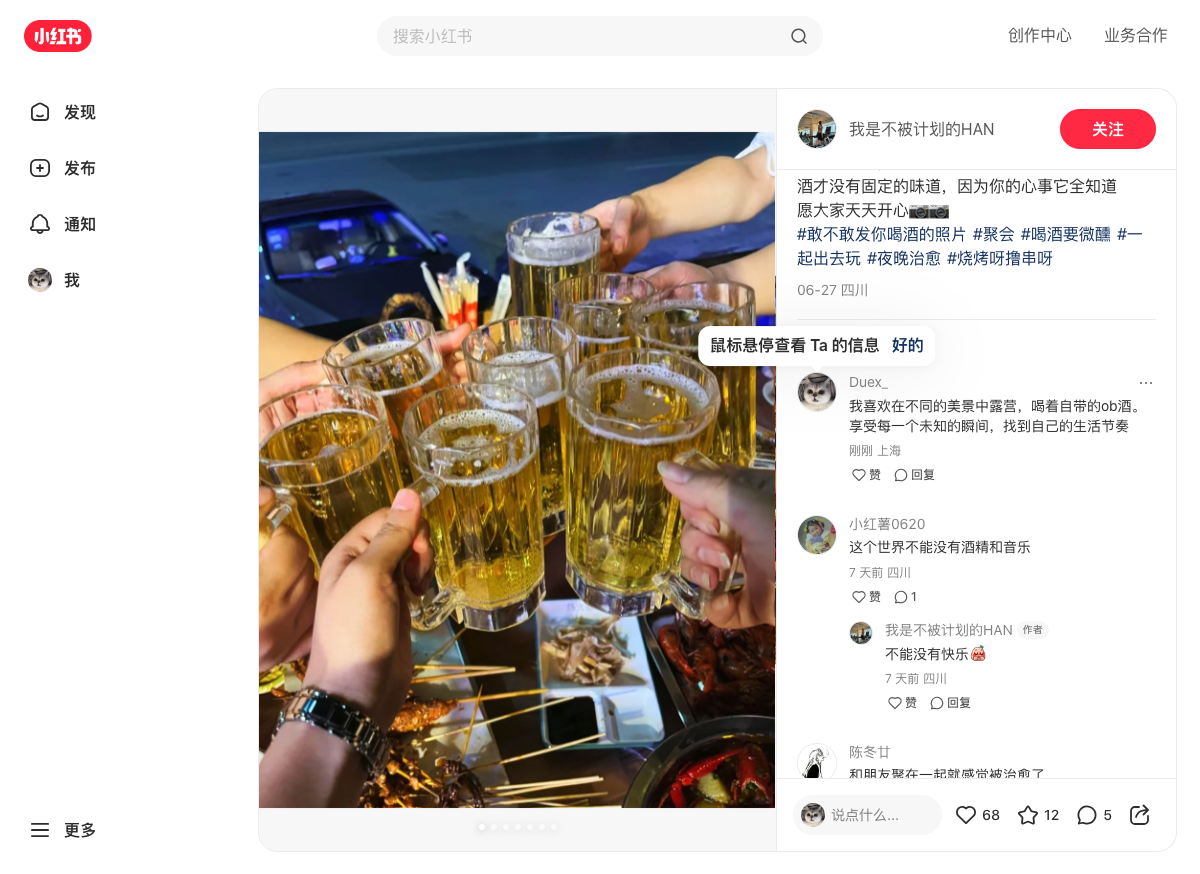 小红书
搜索小红书
创作中心
业务合作
发现
发布
通知
我
更多
我是不被计划的HAN
关注
酒才没有固定的味道，因为你的心事它全知道
愿大家天天开心
#敢不敢发你喝酒的照片 #聚会 #喝酒要微醺 #一
起出去玩 #夜晚治愈 #烧烤呀撸串呀
06-27 四川
鼠标悬停查看 Ta 的信息 好的
Duex_
我喜欢在不同的美景中露营，喝着自带的ob酒。
享受每一个未知的瞬间，找到自己的生活节奏
刚刚 上海
赞 回复
小红薯0620
这个世界不能没有酒精和音乐
7 天前 四川
赞 1
我是不被计划的HAN 作者
不能没有快乐
7 天前 四川
赞 回复
陈冬廿
和朋友聚在一起就感觉被治愈了
说点什么...
68
12
5